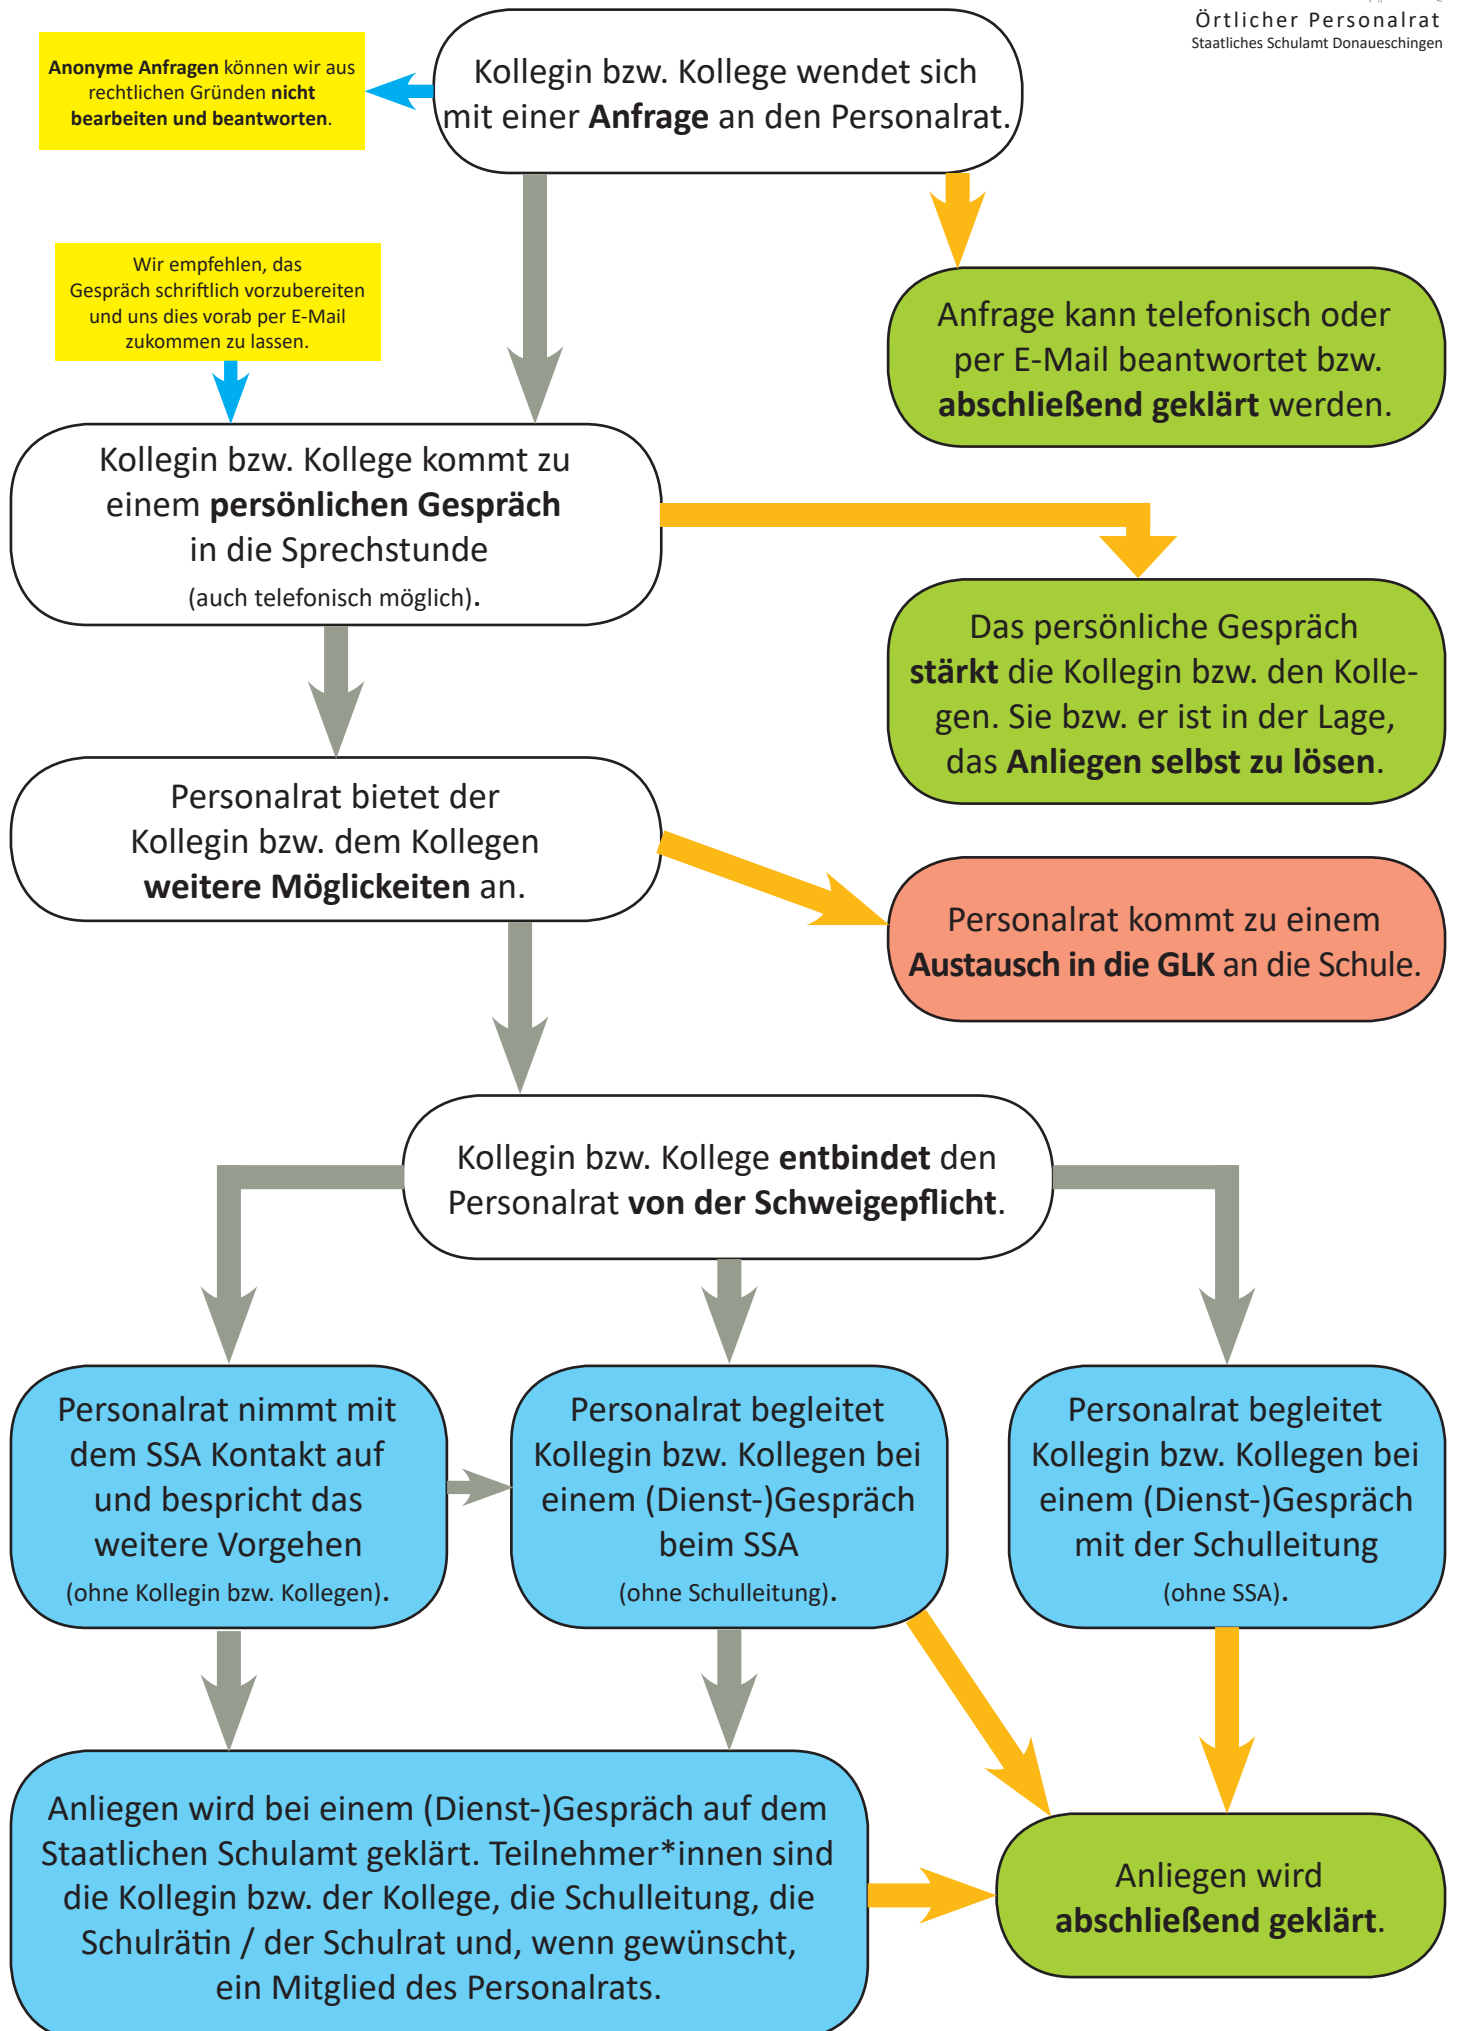 Örtlicher Personalrat
Staatliches Schulamt Donaueschingen
Anonyme Anfragen können wir aus
rechtlichen Gründen nicht
bearbeiten und beantworten.
Kollegin bzw. Kollege wendet sich
mit einer Anfrage an den Personalrat.
Wir empfehlen, das
Gespräch schriftlich vorzubereiten
und uns dies vorab per E-Mail
zukommen zu lassen.
Anfrage kann telefonisch oder
per E-Mail beantwortet bzw.
abschließend geklärt werden.
Kollegin bzw. Kollege kommt zu
einem persönlichen Gespräch
in die Sprechstunde
(auch telefonisch möglich).
Das persönliche Gespräch
stärkt die Kollegin bzw. den Kolle-
gen. Sie bzw. er ist in der Lage,
das Anliegen selbst zu lösen.
Personalrat bietet der
Kollegin bzw. dem Kollegen
weitere Möglickeiten an.
Personalrat kommt zu einem
Austausch in die GLK an die Schule.
Kollegin bzw. Kollege entbindet den
Personalrat von der Schweigepflicht.
Personalrat nimmt mit
dem SSA Kontakt auf
und bespricht das
weitere Vorgehen
(ohne Kollegin bzw. Kollegen).
Personalrat begleitet
Kollegin bzw. Kollegen bei
einem (Dienst-)Gespräch
beim SSA
(ohne Schulleitung).
Personalrat begleitet
Kollegin bzw. Kollegen bei
einem (Dienst-)Gespräch
mit der Schulleitung
(ohne SSA).
Anliegen wird bei einem (Dienst-)Gespräch auf dem
Staatlichen Schulamt geklärt. Teilnehmer*innen sind
die Kollegin bzw. der Kollege, die Schulleitung, die
Schulrätin / der Schulrat und, wenn gewünscht,
ein Mitglied des Personalrats.
Anliegen wird
abschließend geklärt.